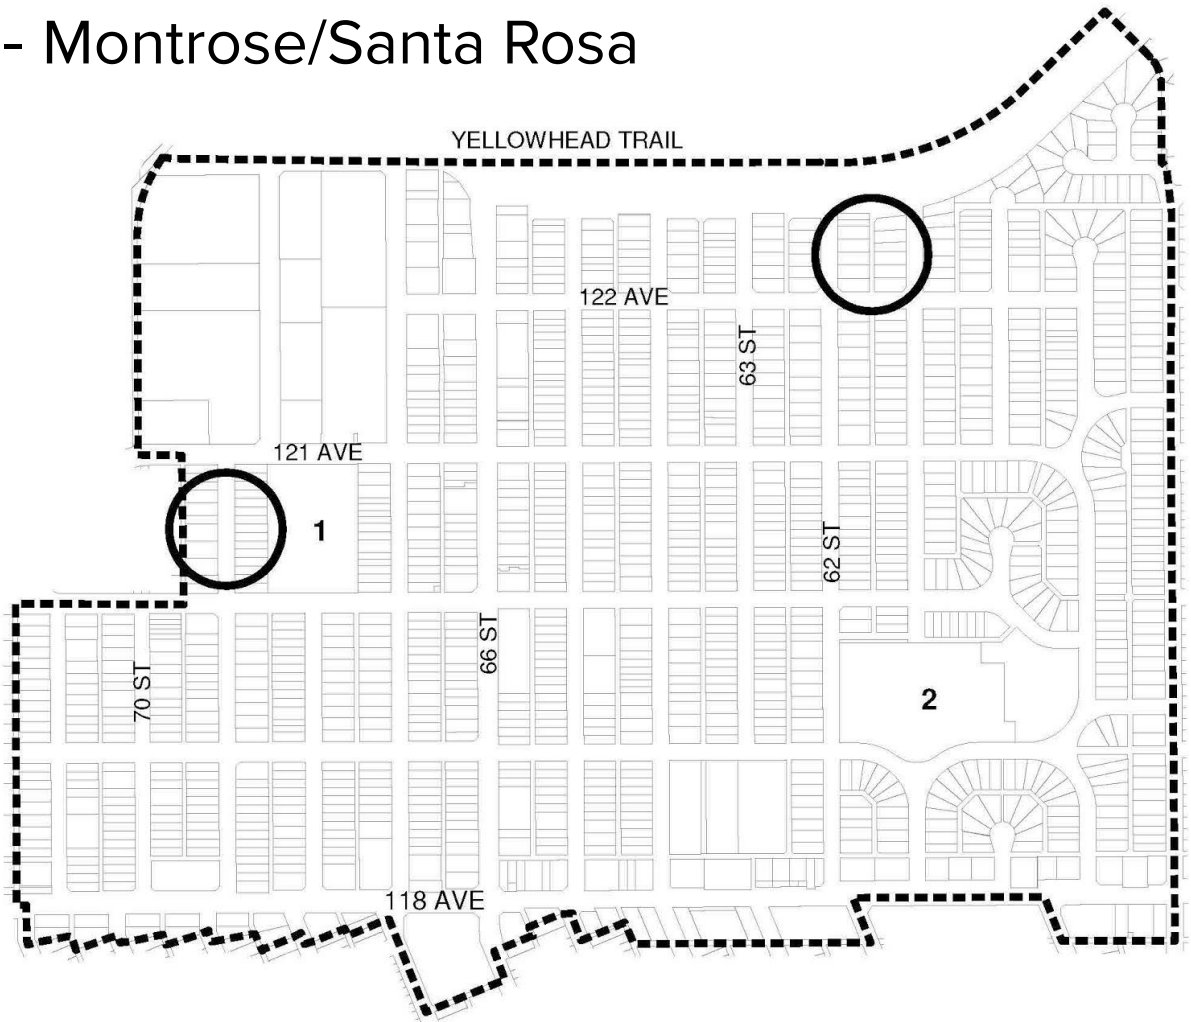 - Montrose/Santa Rosa
YELLOWHEAD TRAIL
122 AVE
63 ST
121 AVE
1
62 ST
66 ST
70 ST
2
118 AVE